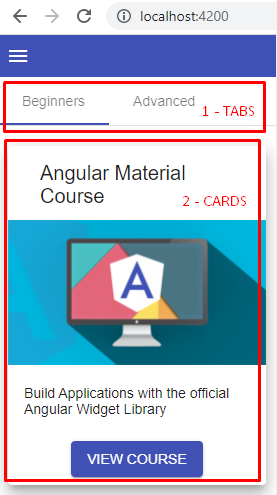 localhost:4200
Beginners Advanced
1 - TABS
Angular Material
Course
2 - CARDS
A
Build Applications with the official
Angular Widget Library
VIEW COURSE